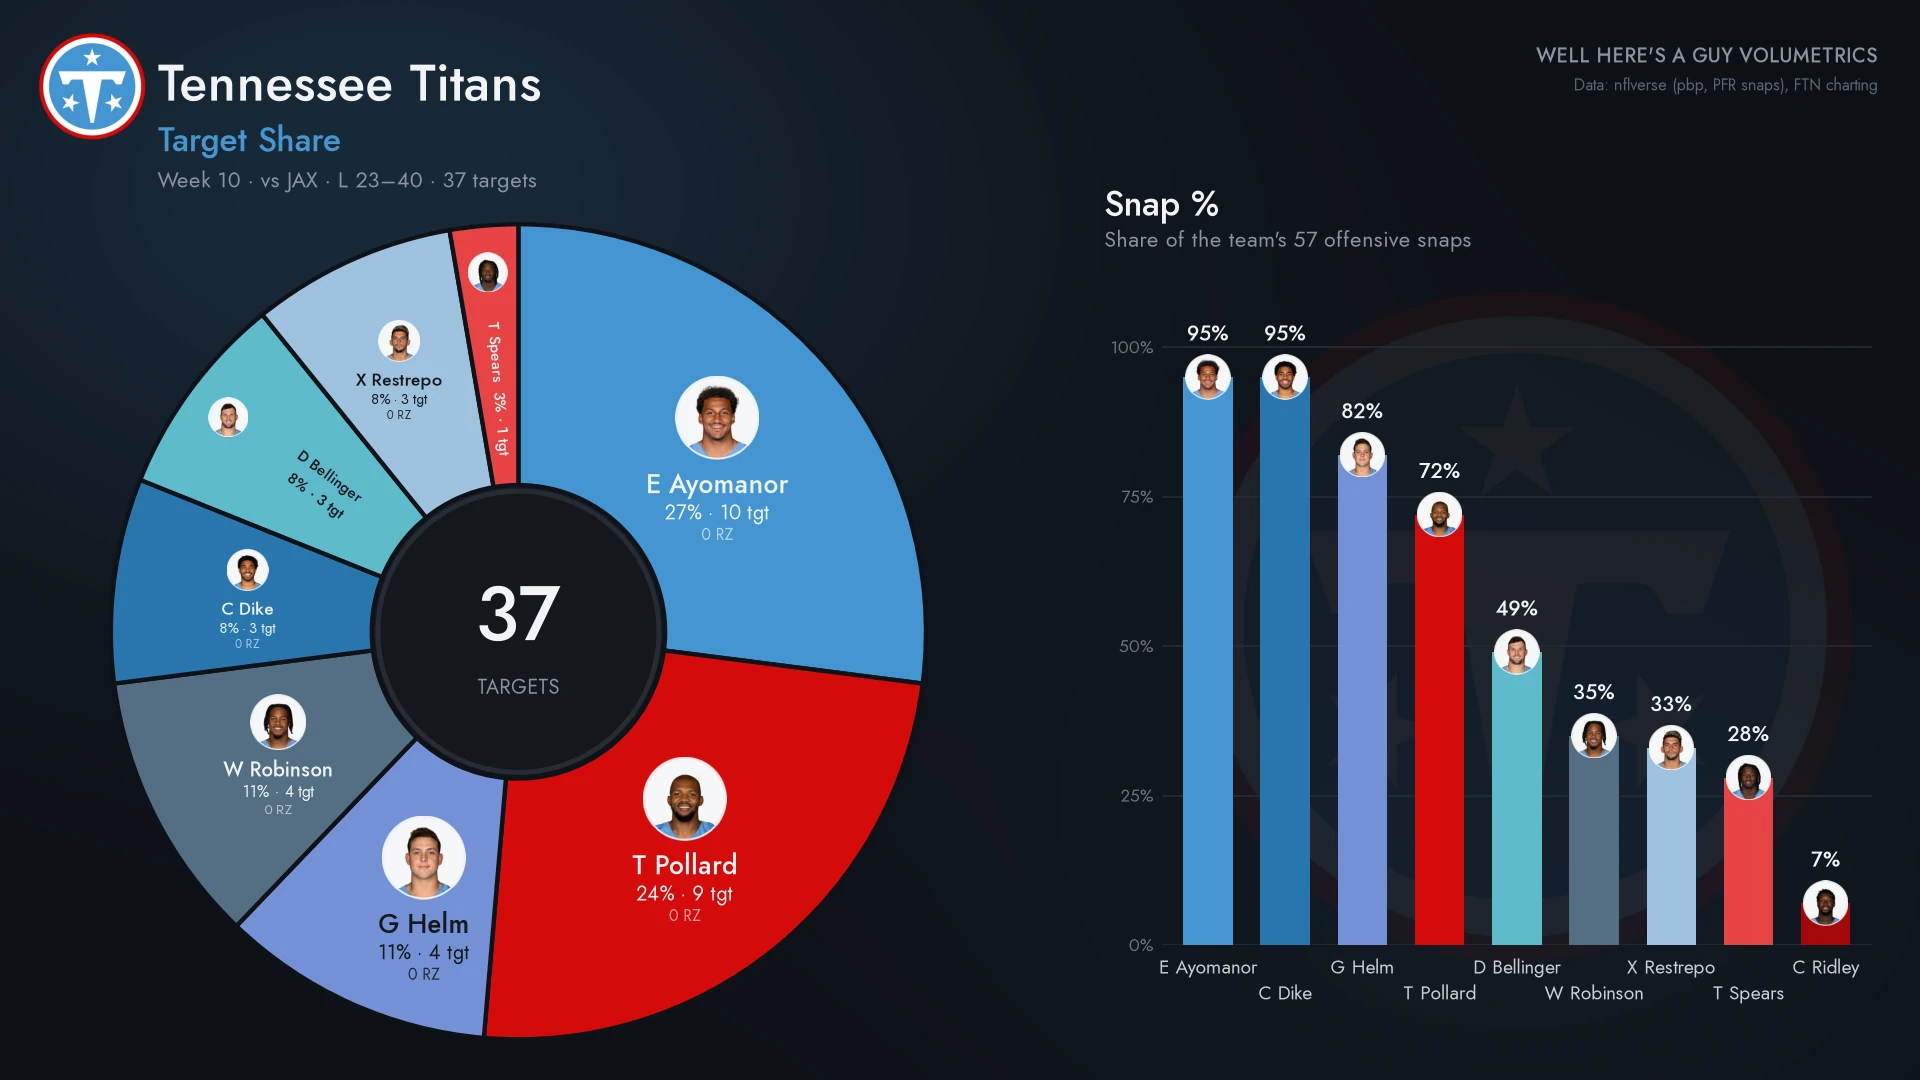 Tennessee Titans
Target Share
Week 10 · vs JAX · L 23–40 · 37 targets
WELL HERE'S A GUY VOLUMETRICS
Data: nflverse (pbp, PFR snaps), FTN charting
E Ayomanor
27% · 10 tgt
0 RZ
T Pollard
24% · 9 tgt
0 RZ
G Helm
11% · 4 tgt
0 RZ
W Robinson
11% · 4 tgt
0 RZ
C Dike
8% · 3 tgt
0 RZ
D Bellinger
8% · 3 tgt
X Restrepo
8% · 3 tgt
0 RZ
T Spears 3% · 1 tgt
37
TARGETS
Snap %
Share of the team's 57 offensive snaps
100%
75%
50%
25%
0%
95%
95%
82%
72%
49%
35%
33%
28%
7%
E Ayomanor
C Dike
G Helm
T Pollard
D Bellinger
W Robinson
X Restrepo
T Spears
C Ridley